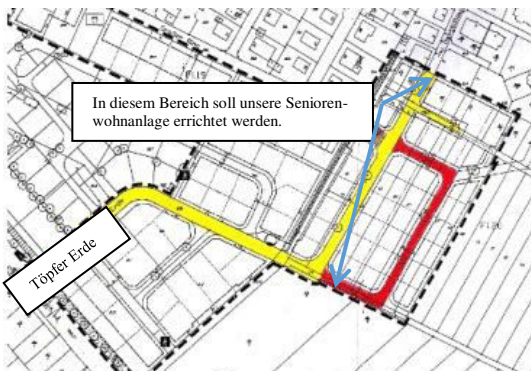 In diesem Bereich soll unsere Senioren-
wohnanlage errichtet werden.
Töpfer Erde